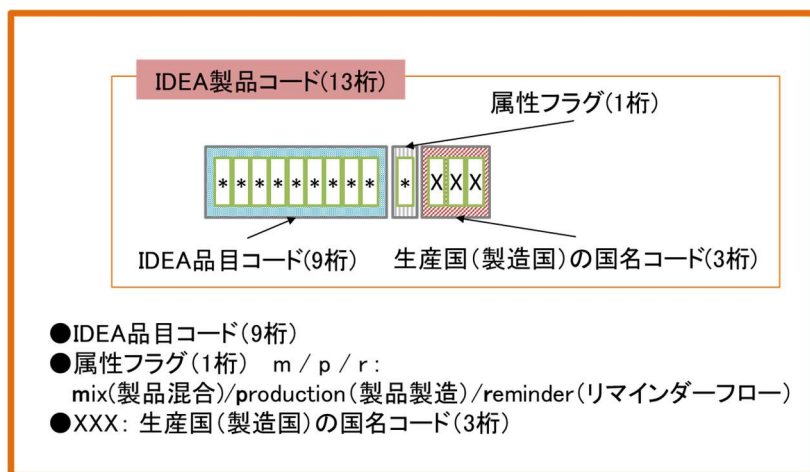 IDEA製品コード(13桁)
属性フラグ(1桁)
* * * * * * * * * * X X X
IDEA品目コード(9桁)
生産国(製造国)の国名コード(3桁)
●IDEA品目コード(9桁)
●属性フラグ(1桁) m / p / r:
mix(製品混合)/production(製品製造)/reminder(リマインダーフロー)
●XXX: 生産国(製造国)の国名コード(3桁)